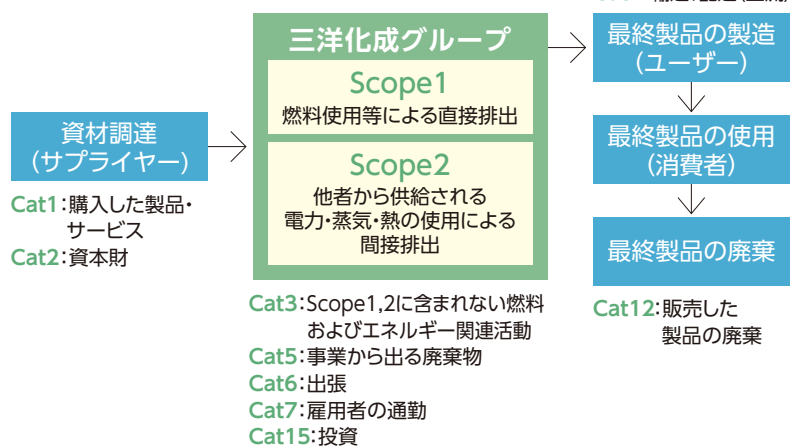 資材調達
(サプライヤー)
Cat1:購入した製品・
サービス
Cat2:資本財
三洋化成グループ
Scope1
燃料使用等による直接排出
Scope2
他者から供給される
電力・蒸気・熱の使用による
間接排出
Cat3:Scope1,2に含まれない燃料
およびエネルギー関連活動
Cat5:事業から出る廃棄物
Cat6:出張
Cat7:雇用者の通勤
Cat15:投資
最終製品の製造
(ユーザー)
最終製品の使用
(消費者)
最終製品の廃棄
Cat12:販売した
製品の廃棄